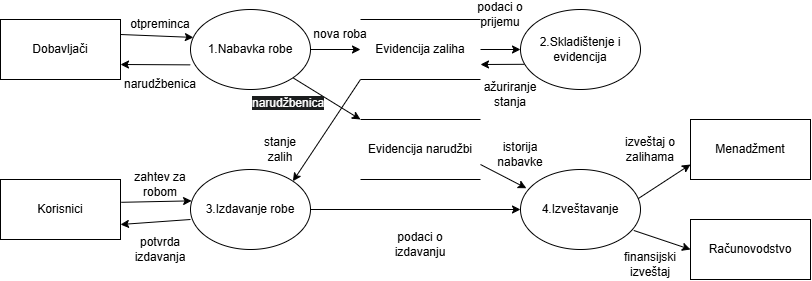 otpreminca
Dobavljači
narudžbenica
1.Nabavka robe
nova roba
Evidencija zaliha
podaci o
prijemu
2.Skladištenje i
evidencija
ažuriranje
stanja
narudžbenica
stanje
zalih
Evidencija narudžbi
istorija
nabavke
izveštaj o
zalihama
Menadžment
zahtev za
robom
Korisnici
potvrda
izdavanja
3.Izdavanje robe
podaci o
izdavanju
4.Izveštavanje
finansijski
izveštaj
Računovodstvo